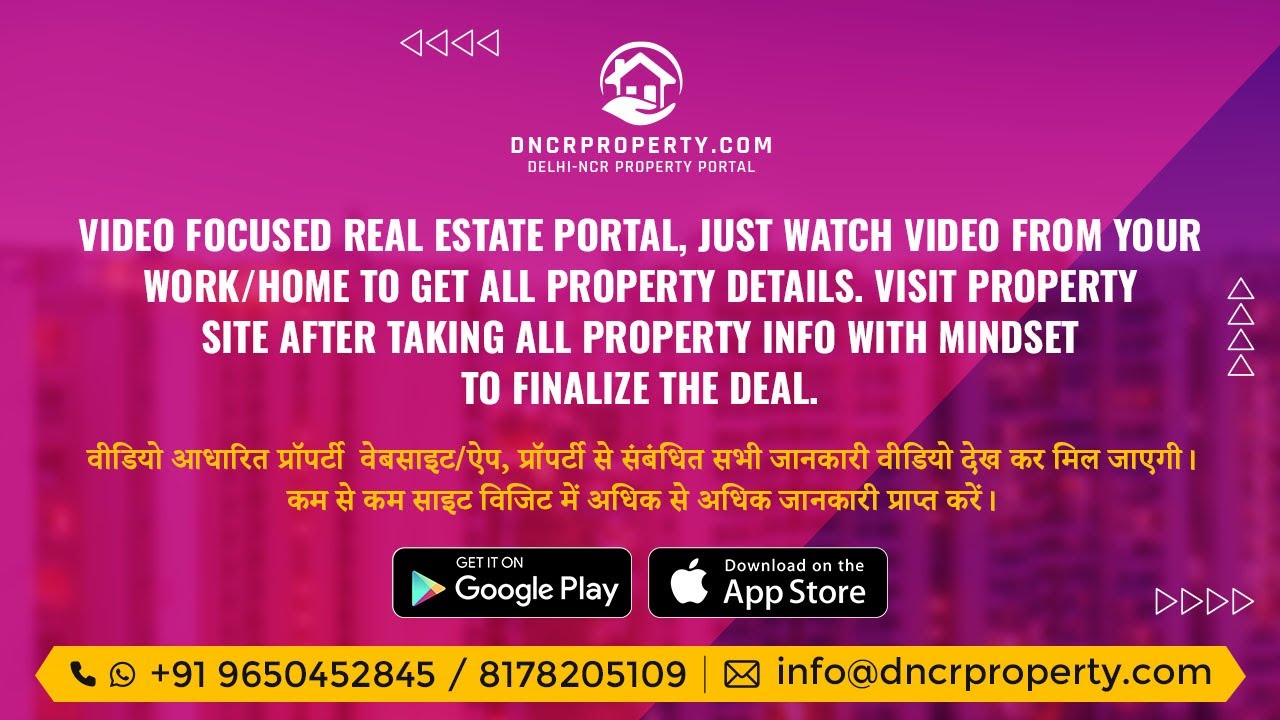 DNCRPROPERTY.COM
DELHI-NCR PROPERTY PORTAL
VIDEO FOCUSED REAL ESTATE PORTAL, JUST WATCH VIDEO FROM YOUR
WORK/HOME TO GET ALL PROPERTY DETAILS. VISIT PROPERTY
SITE AFTER TAKING ALL PROPERTY INFO WITH MINDSET
TO FINALIZE THE DEAL.
वीडियो आधारित प्रॉपर्टी वेबसाइट/ऐप, प्रॉपर्टी से संबंधित सभी जानकारी वीडियो देख कर मिल जाएगी।
कम से कम साइट विजिट में अधिक से अधिक जानकारी प्राप्त करें।
GET IT ON
Google Play
Download on the
App Store
+91 9650452845 / 8178205109 | info@dncrproperty.com